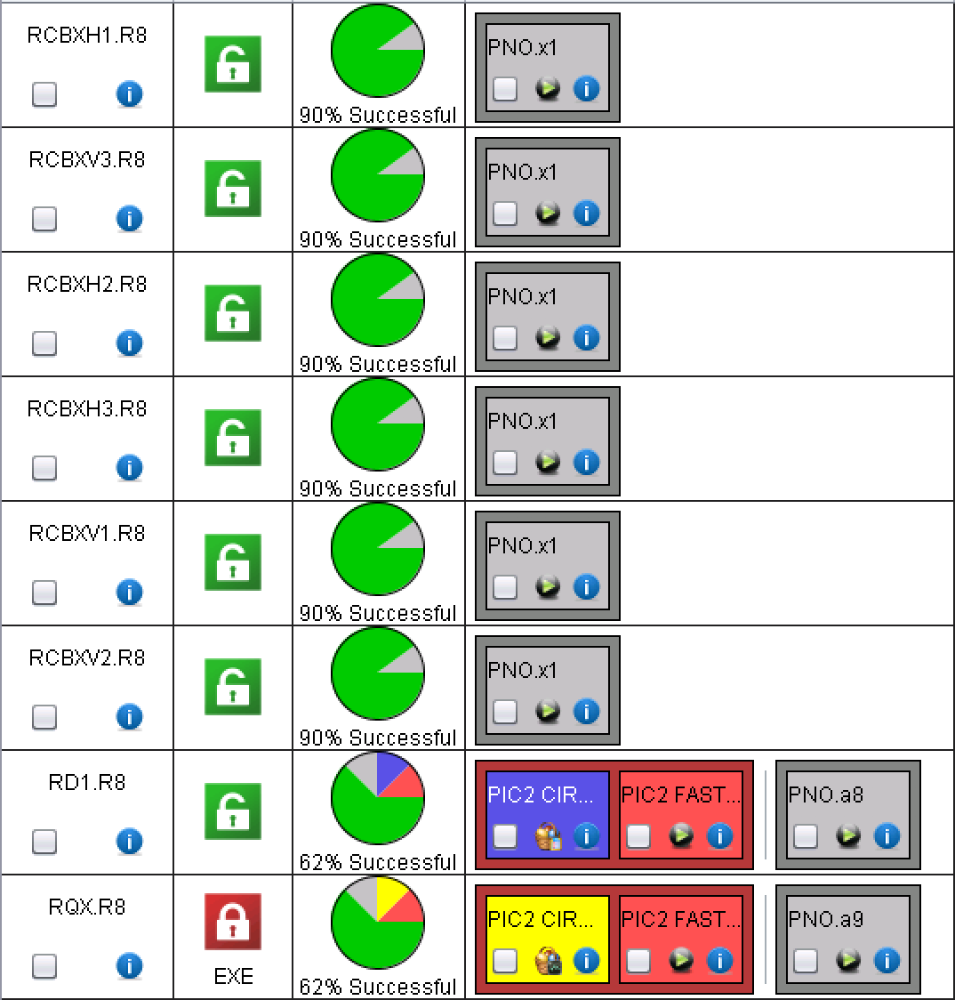 RCBXH1.R8
90% Successful
PNO.x1
RCBXV3.R8
90% Successful
PNO.x1
RCBXH2.R8
90% Successful
PNO.x1
RCBXH3.R8
90% Successful
PNO.x1
RCBXV1.R8
90% Successful
PNO.x1
RCBXV2.R8
90% Successful
PNO.x1
RD1.R8
62% Successful
PIC2 CIR...
PIC2 FAST...
PNO.a8
RQX.R8
EXE
62% Successful
PIC2 CIR...
PIC2 FAST...
PNO.a9